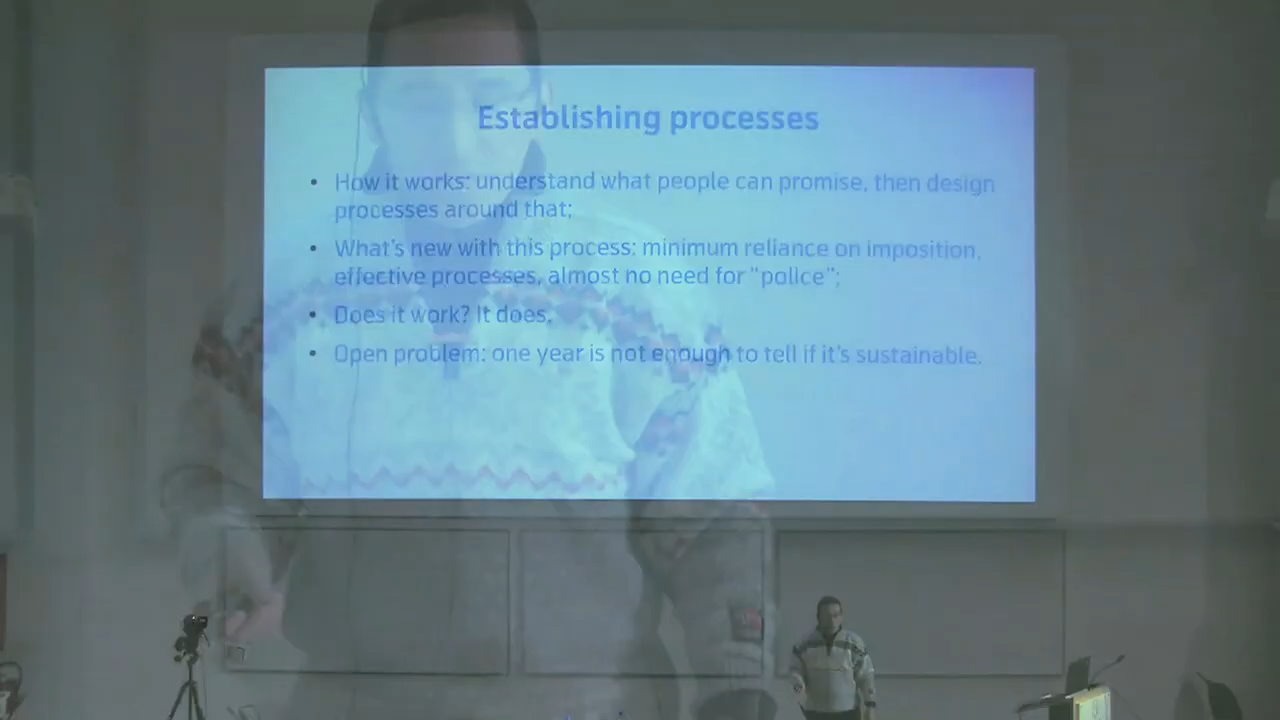 Establishing processes
• How it works: understand what people can promise, then design
processes around that;
• What's new with this process: minimum reliance on imposition,
effective processes, almost no need for "police";
• Does it work? It does.
• Open problem: one year is not enough to tell if it's sustainable.